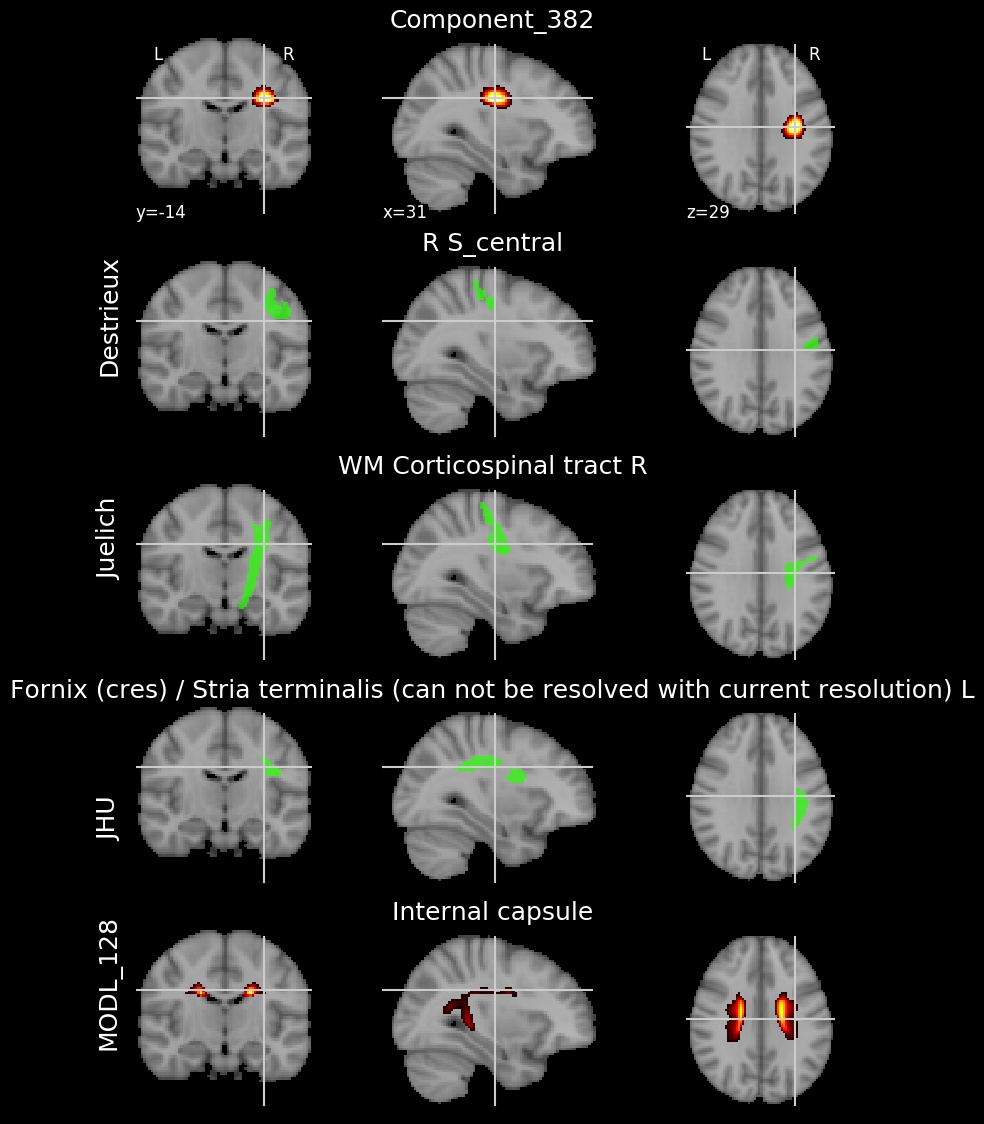 Component_382
L R L R
y=-14 x=31 z=29
R S_central
Destrieux
WM Corticospinal tract R
Juelich
Fornix (cres) / Stria terminalis (can not be resolved with current resolution) L
JHU
Internal capsule
MODL_128